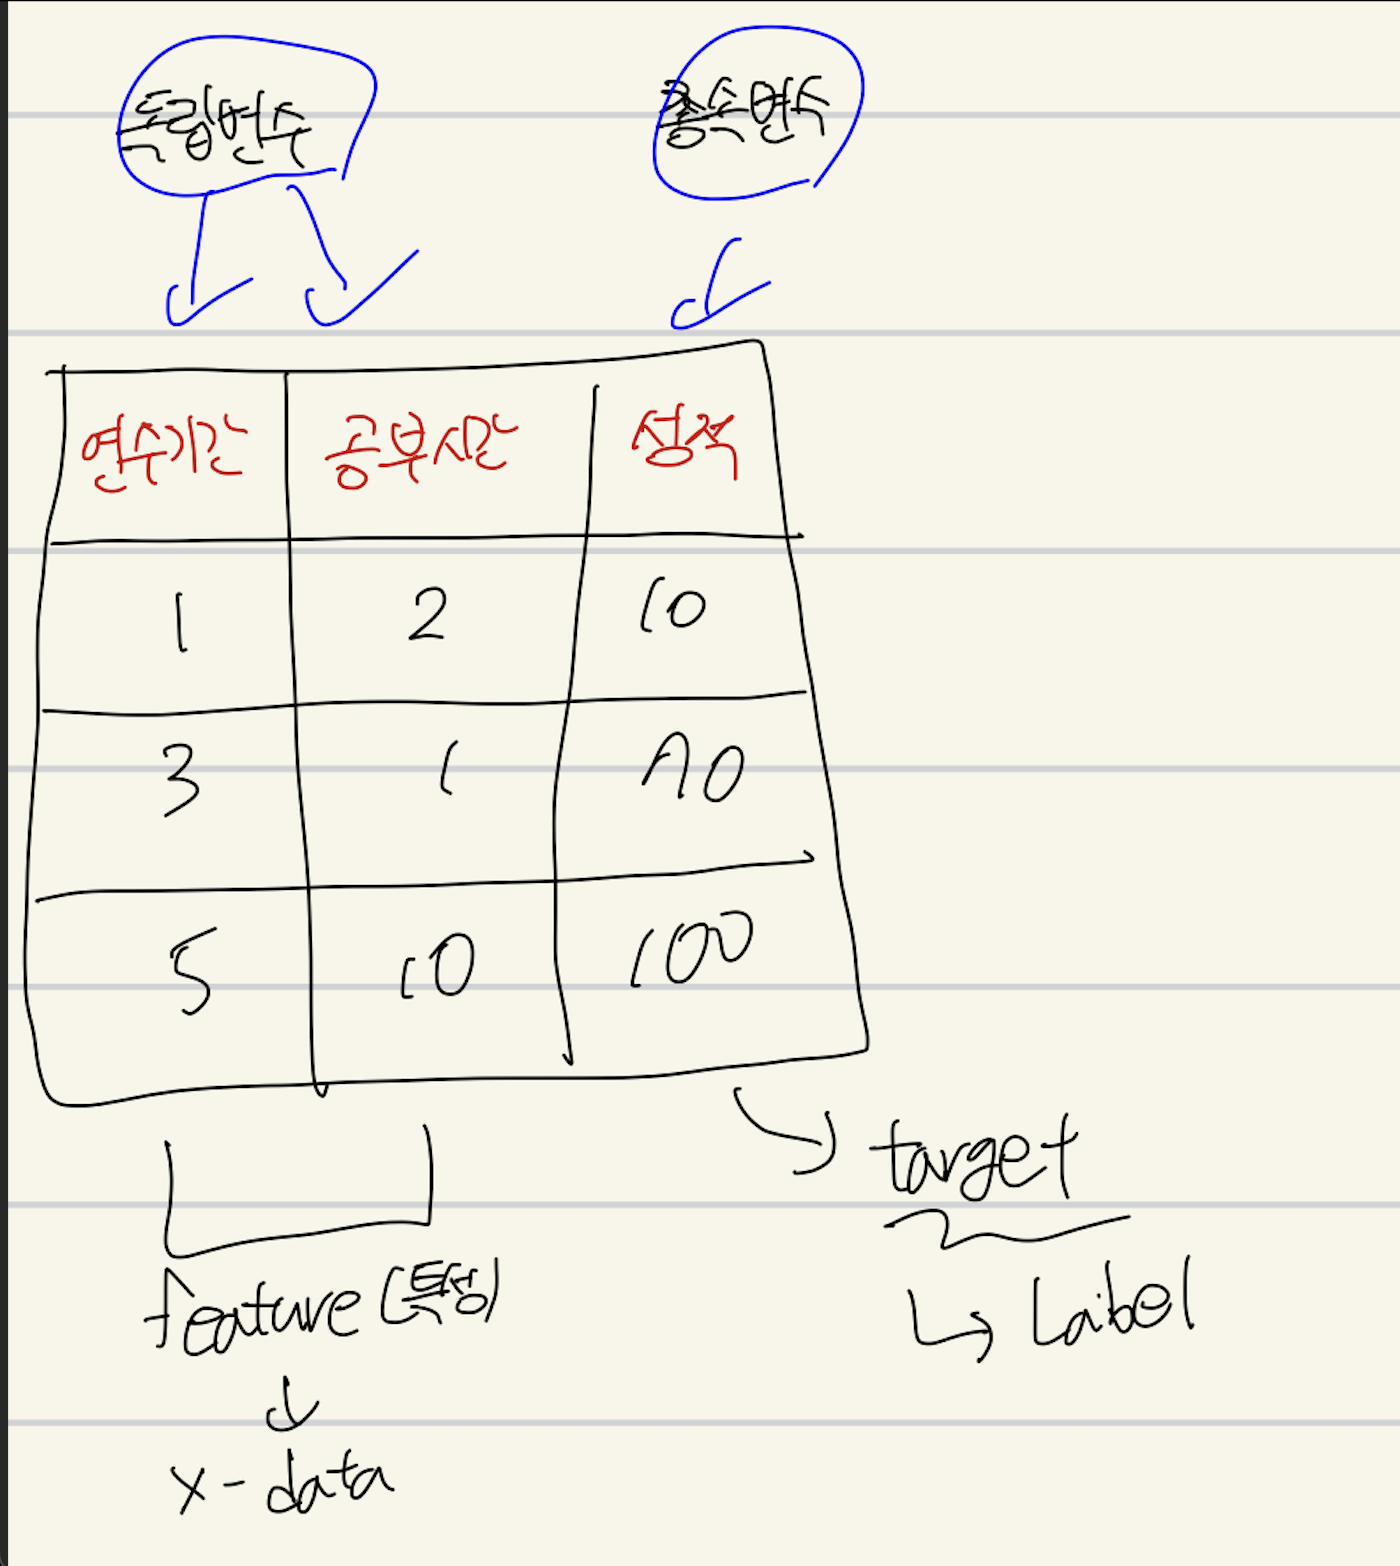 독립변수 종속변수
연수기간 공부시간 성적
1 2 10
3 1 70
5 10 100
target
feature (특성) Label
x - data